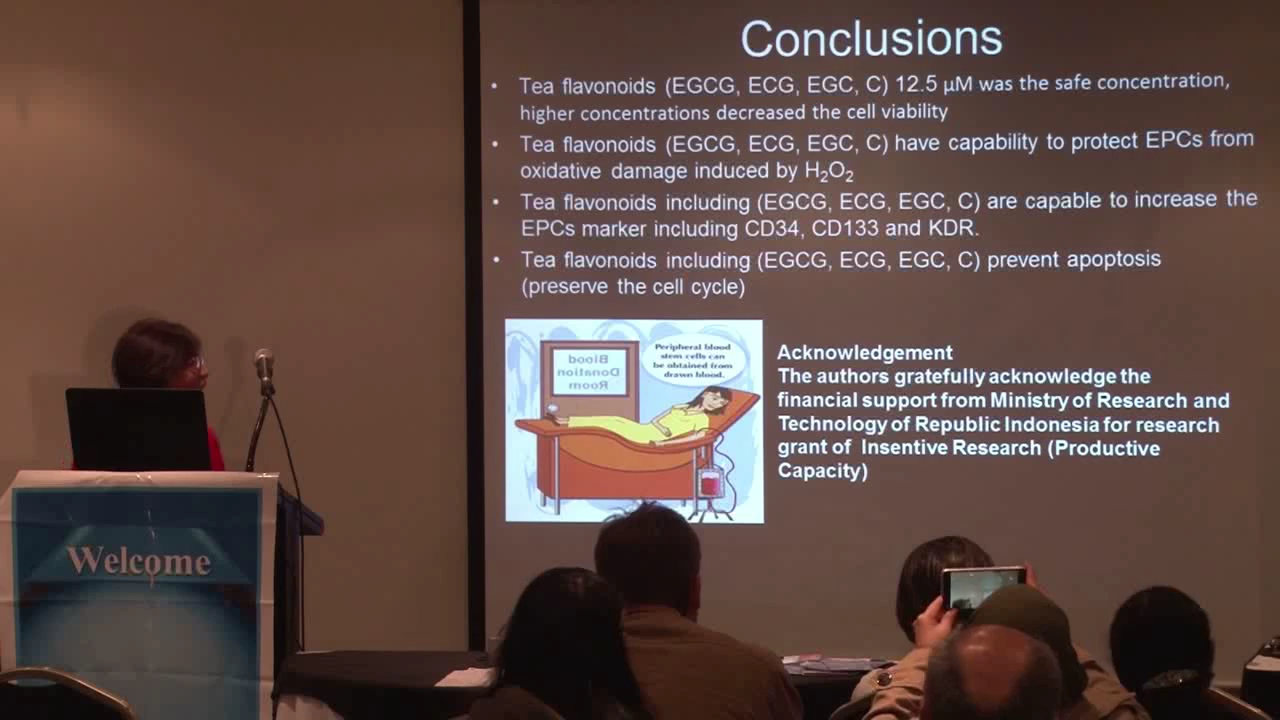 Conclusions
• Tea flavonoids (EGCG, ECG, EGC, C) 12.5 µM was the safe concentration,
higher concentrations decreased the cell viability
• Tea flavonoids (EGCG, ECG, EGC, C) have capability to protect EPCs from
oxidative damage induced by H₂O₂
• Tea flavonoids including (EGCG, ECG, EGC, C) are capable to increase the
EPCs marker including CD34, CD133 and KDR.
• Tea flavonoids including (EGCG, ECG, EGC, C) prevent apoptosis
(preserve the cell cycle)
Blood
Donation
Room
Peripheral blood
stem cells can
be obtained from
drawn blood.
Acknowledgement
The authors gratefully acknowledge the
financial support from Ministry of Research and
Technology of Republic Indonesia for research
grant of Insentive Research (Productive
Capacity)
Welcome